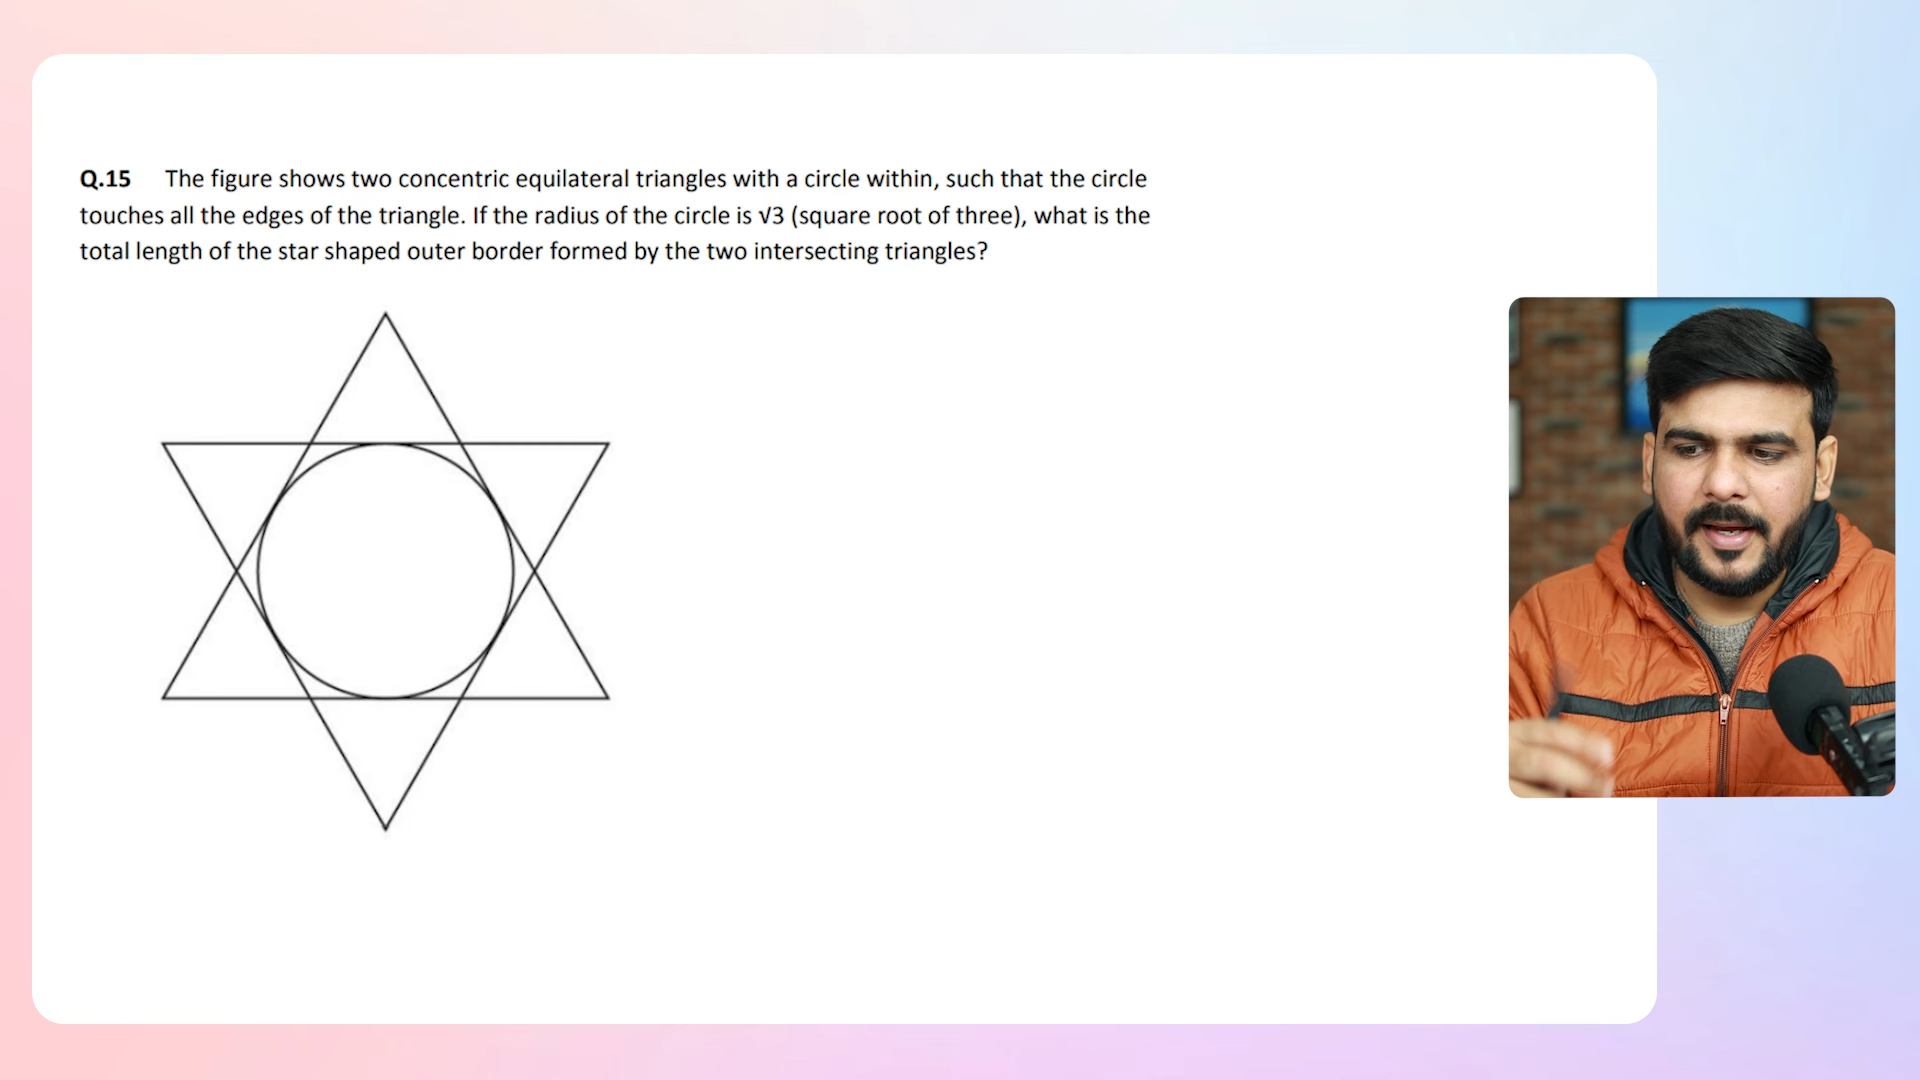 Q.15 The figure shows two concentric equilateral triangles with a circle within, such that the circle
touches all the edges of the triangle. If the radius of the circle is √3 (square root of three), what is the
total length of the star shaped outer border formed by the two intersecting triangles?